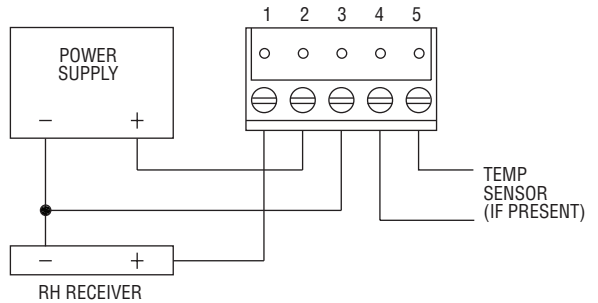 1 2 3 4 5
POWER
SUPPLY
− +
TEMP
SENSOR
(IF PRESENT)
− +
RH RECEIVER